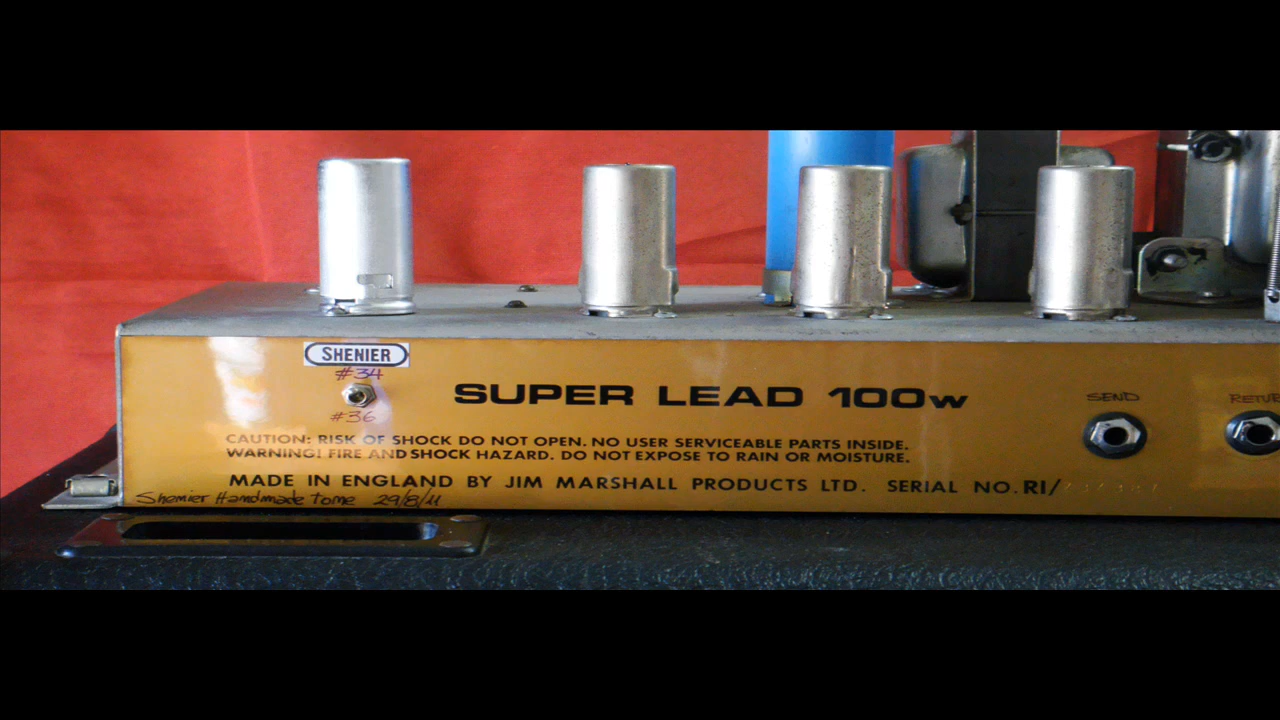 SHENIER
#34
#36
SUPER LEAD 100w
SEND
RETUR
CAUTION: RISK OF SHOCK DO NOT OPEN. NO USER SERVICEABLE PARTS INSIDE.
WARNING! FIRE AND SHOCK HAZARD. DO NOT EXPOSE TO RAIN OR MOISTURE.
MADE IN ENGLAND BY JIM MARSHALL PRODUCTS LTD. SERIAL NO. RI/
Shenier Handmade Tone 29/8/11